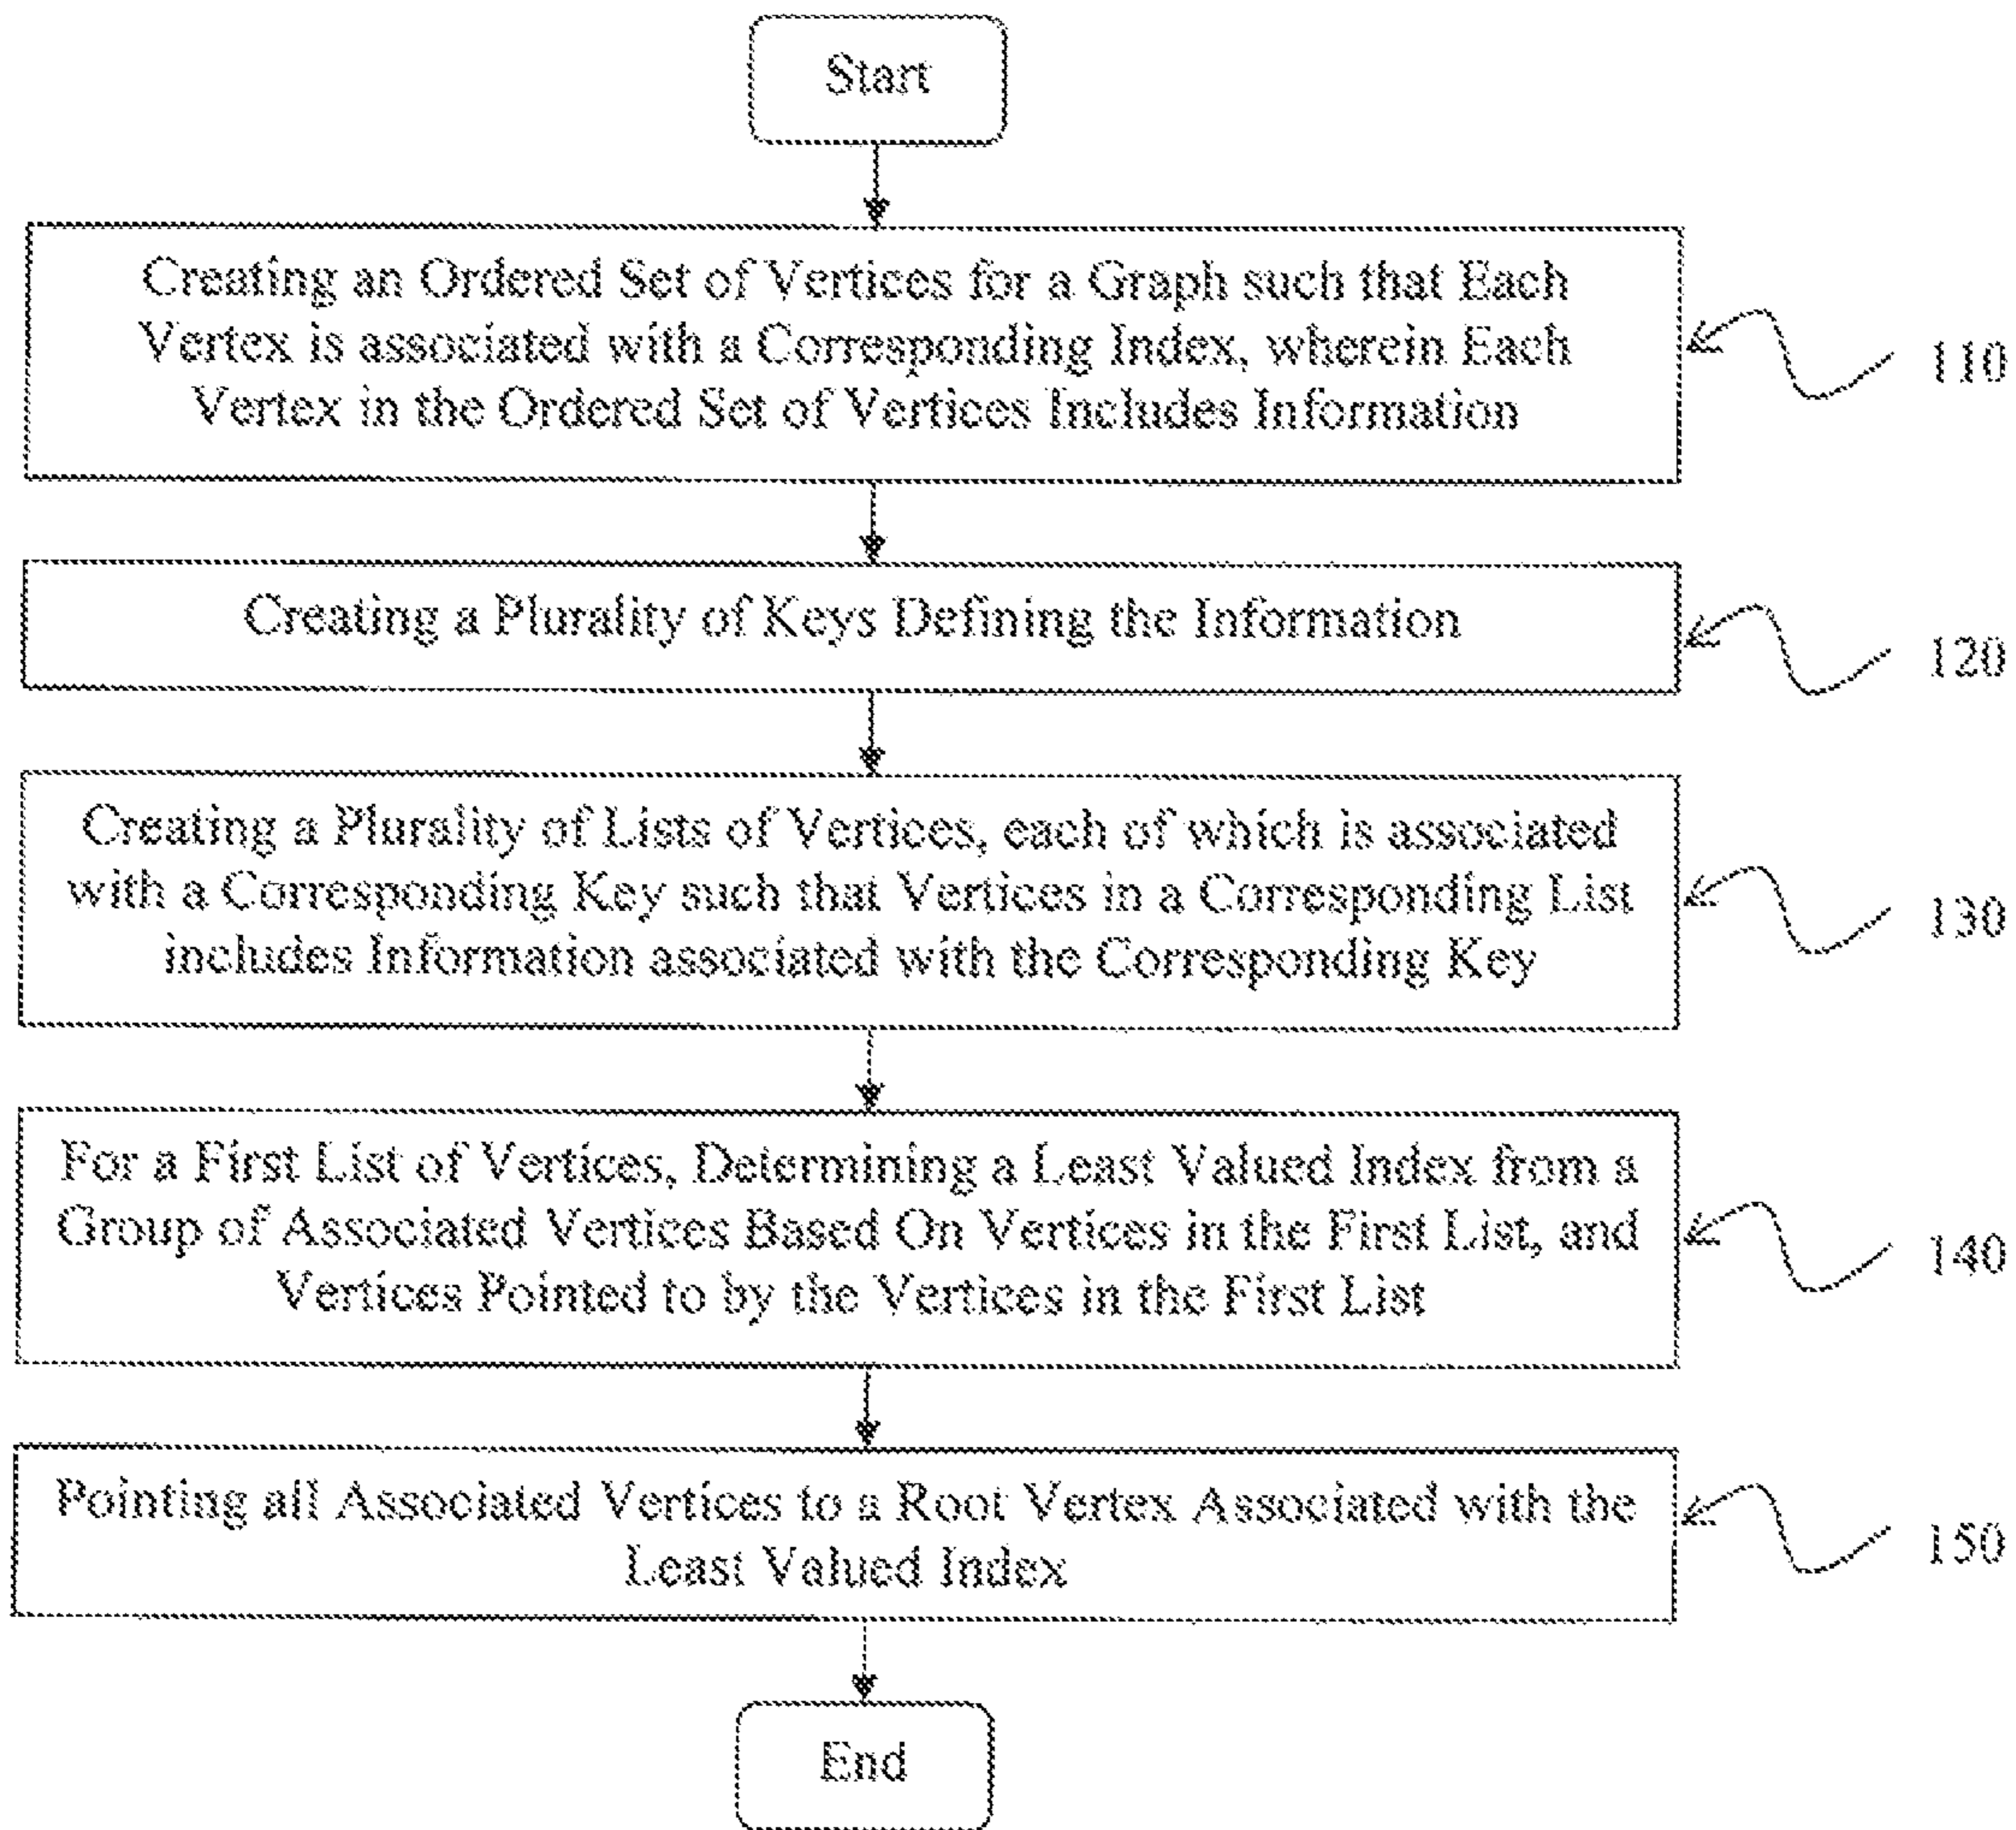 Start
Creating an Ordered Set of Vertices for a Graph such that Each
Vertex is associated with a Corresponding Index, wherein Each
Vertex in the Ordered Set of Vertices Includes Information
110
Creating a Plurality of Keys Defining the Information
120
Creating a Plurality of Lists of Vertices, each of which is associated
with a Corresponding Key such that Vertices in a Corresponding List
includes Information associated with the Corresponding Key
130
For a First List of Vertices, Determining a Least Valued Index from a
Group of Associated Vertices Based On Vertices in the First List, and
Vertices Pointed to by the Vertices in the First List
140
Pointing all Associated Vertices to a Root Vertex Associated with the
Least Valued Index
150
End